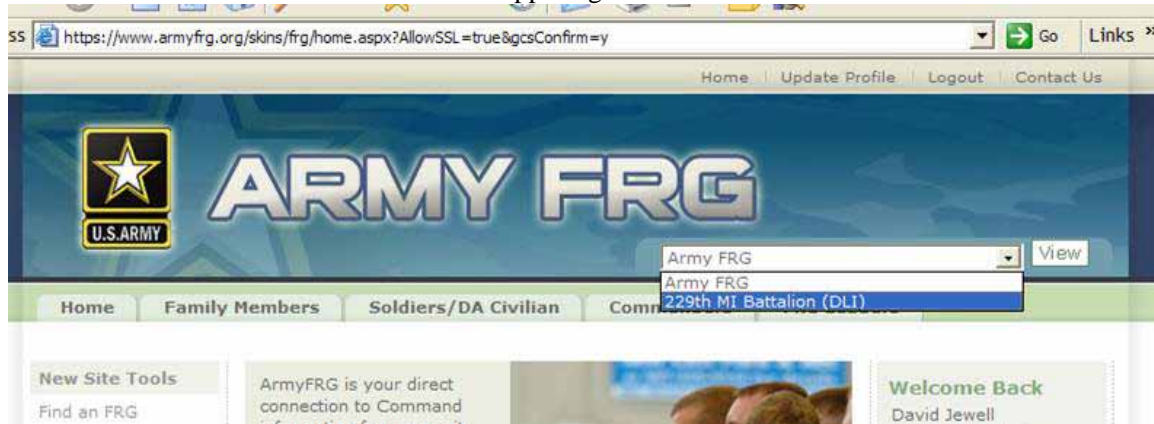 ss https://www.armyfrg.org/skins/frg/home.aspx?AllowSSL=true&gcsConfirm=y Go Links »
Home Update Profile Logout Contact Us
ARMY FRG
U.S.ARMY
Army FRG View
Army FRG
229th MI Battalion (DLI)
Home Family Members Soldiers/DA Civilian
New Site Tools
Find an FRG
ArmyFRG is your direct
connection to Command
Welcome Back
David Jewell